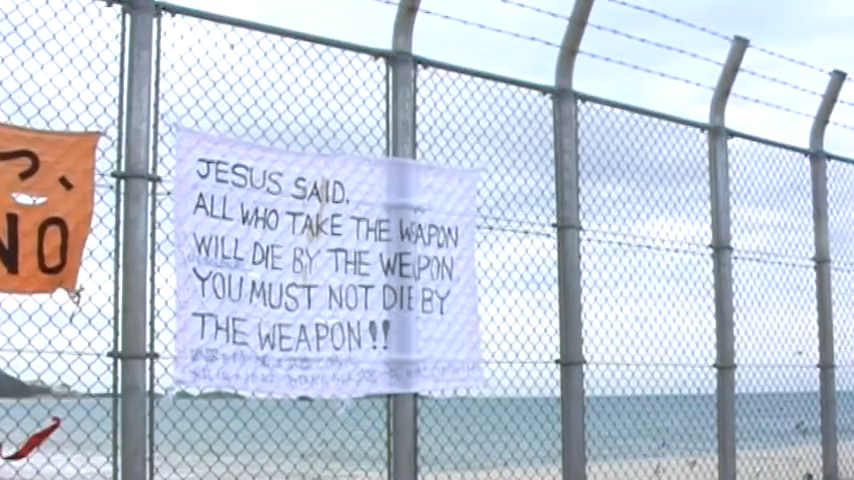 NO
JESUS SAID.
ALL WHO TAKE THE WEAPON
WILL DIE BY THE WEAPON
YOU MUST NOT DIE BY
THE WEAPON!!